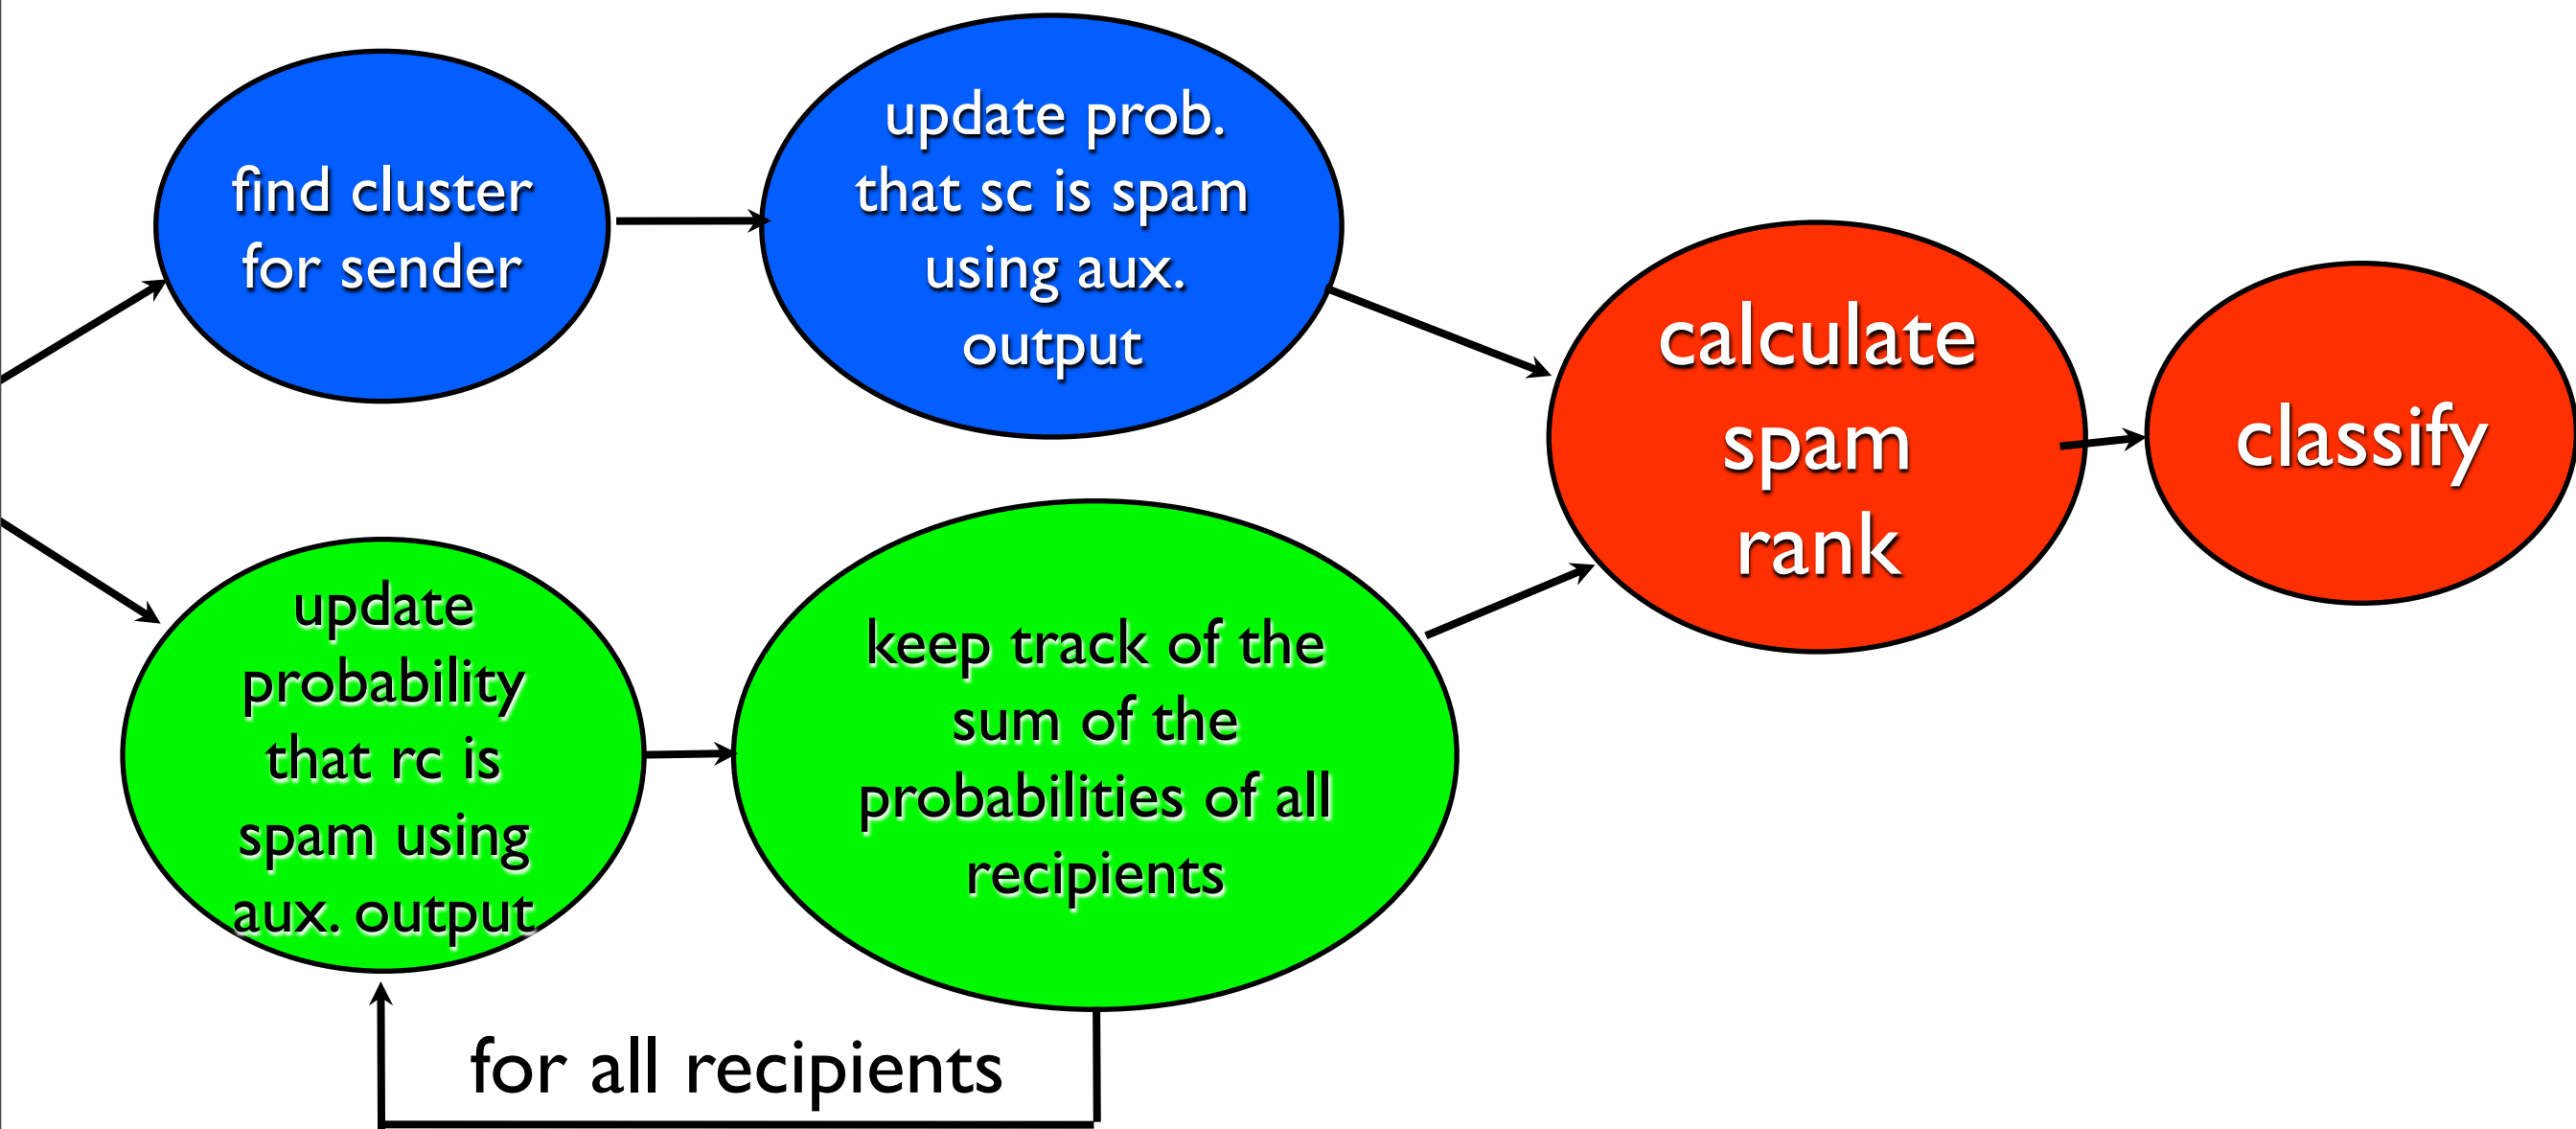 find cluster
for sender
update prob.
that sc is spam
using aux.
output
calculate
spam
rank
classify
update
probability
that rc is
spam using
aux. output
keep track of the
sum of the
probabilities of all
recipients
for all recipients